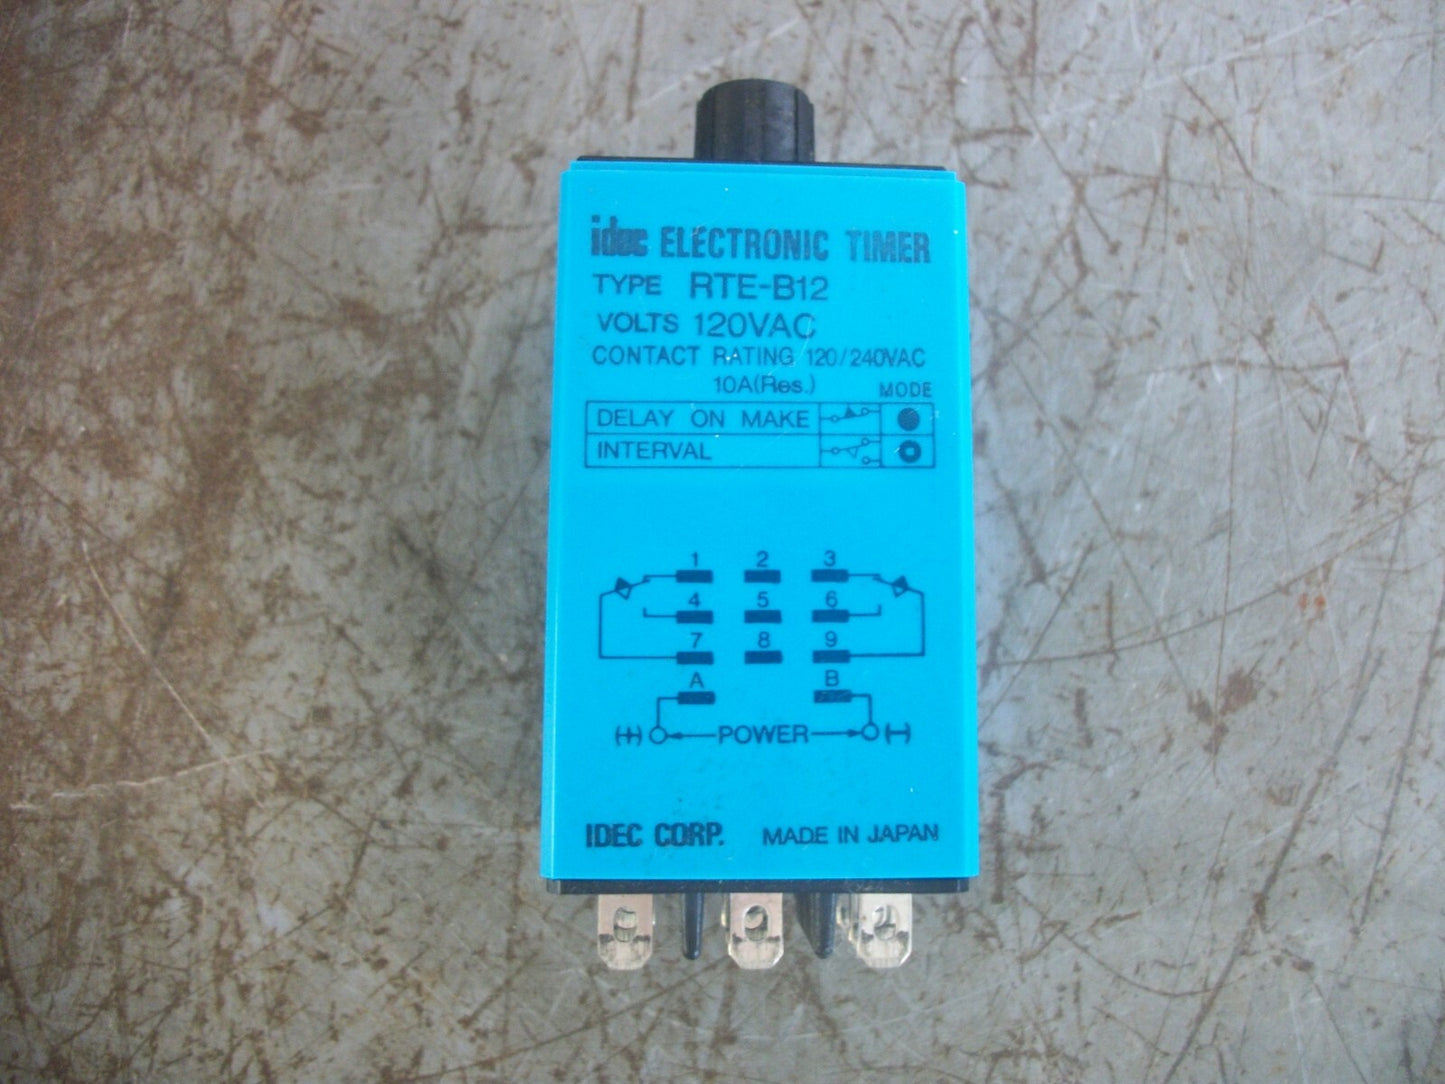 idec ELECTRONIC TIMER
TYPE RTE-B12
VOLTS 120VAC
CONTACT RATING 120/240VAC
10A(Res.) MODE
DELAY ON MAKE
INTERVAL
1 2 3
4 5 6
7 8 9
A B
(+) POWER (−)
IDEC CORP. MADE IN JAPAN